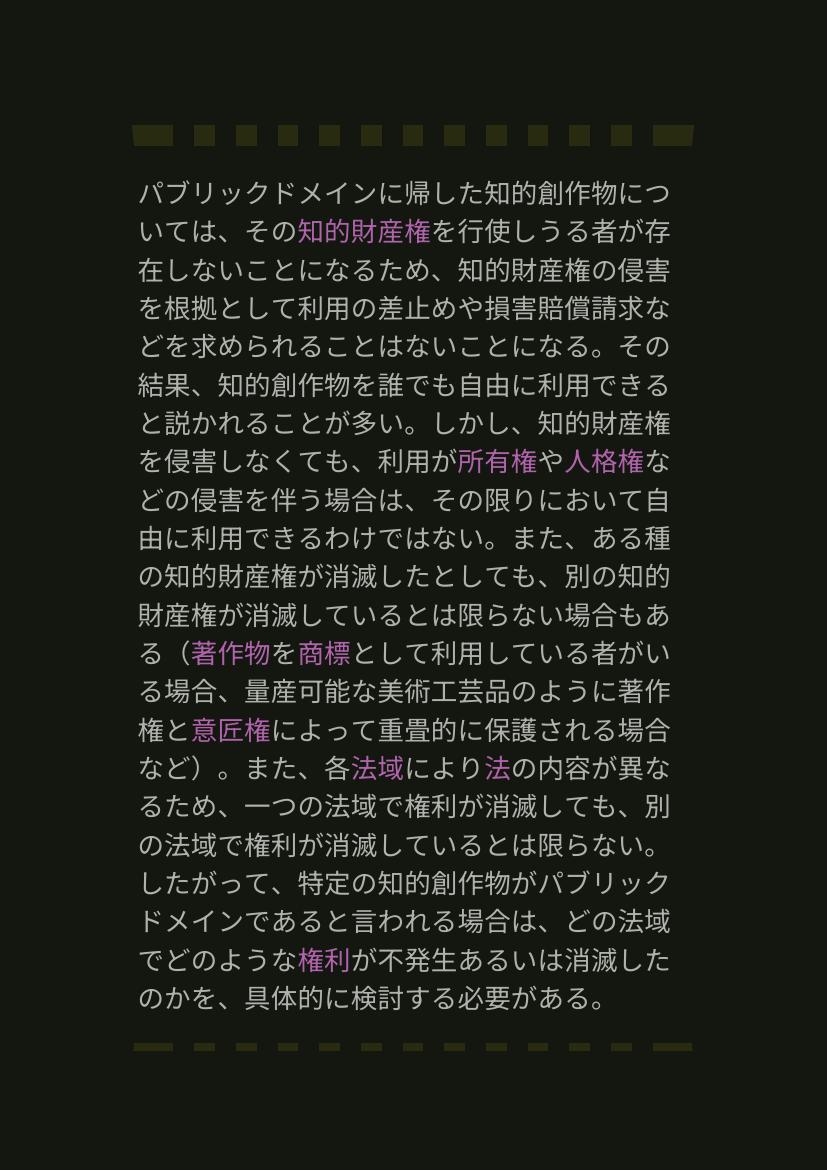 パブリックドメインに帰した知的創作物につ
いては、その知的財産権を行使しうる者が存
在しないことになるため、知的財産権の侵害
を根拠として利用の差止めや損害賠償請求な
どを求められることはないことになる。その
結果、知的創作物を誰でも自由に利用できる
と説かれることが多い。しかし、知的財産権
を侵害しなくても、利用が所有権や人格権な
どの侵害を伴う場合は、その限りにおいて自
由に利用できるわけではない。また、ある種
の知的財産権が消滅したとしても、別の知的
財産権が消滅しているとは限らない場合もあ
る（著作物を商標として利用している者がい
る場合、量産可能な美術工芸品のように著作
権と意匠権によって重畳的に保護される場合
など）。また、各法域により法の内容が異な
るため、一つの法域で権利が消滅しても、別
の法域で権利が消滅しているとは限らない。
したがって、特定の知的創作物がパブリック
ドメインであると言われる場合は、どの法域
でどのような権利が不発生あるいは消滅した
のかを、具体的に検討する必要がある。